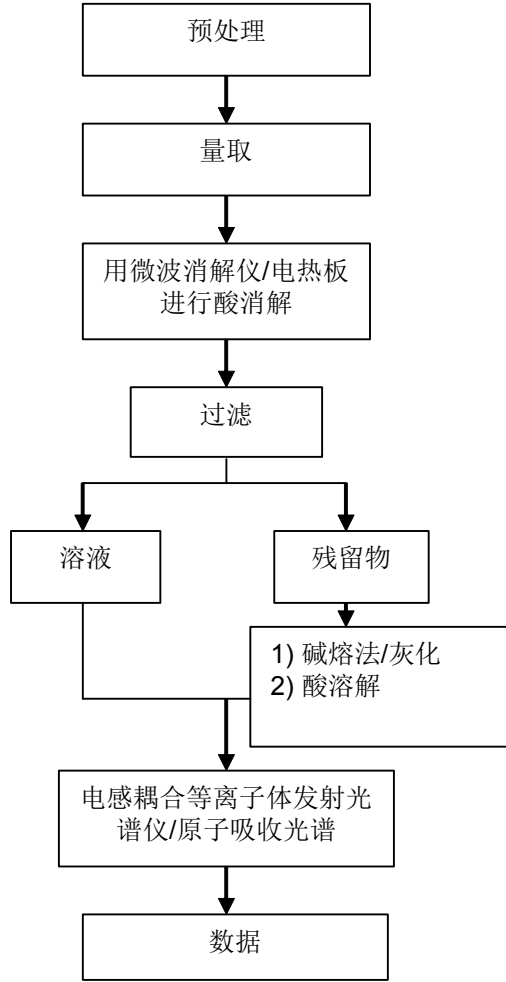 预处理
量取
用微波消解仪/电热板
进行酸消解
过滤
溶液
残留物
1) 碱熔法/灰化
2) 酸溶解
电感耦合等离子体发射光
谱仪/原子吸收光谱
数据